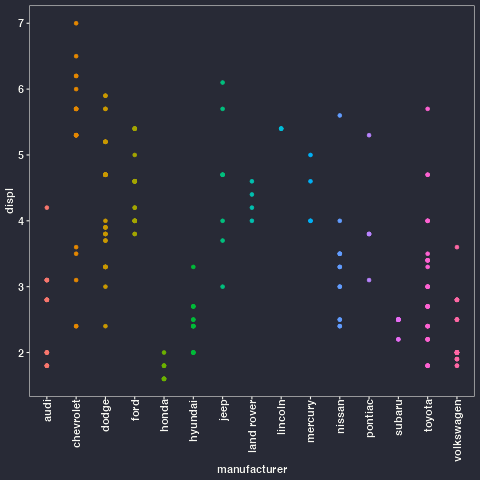 7
6
5
4
3
2
displ
audi
chevrolet
dodge
ford
honda
hyundai
jeep
land rover
lincoln
mercury
nissan
pontiac
subaru
toyota
volkswagen
manufacturer